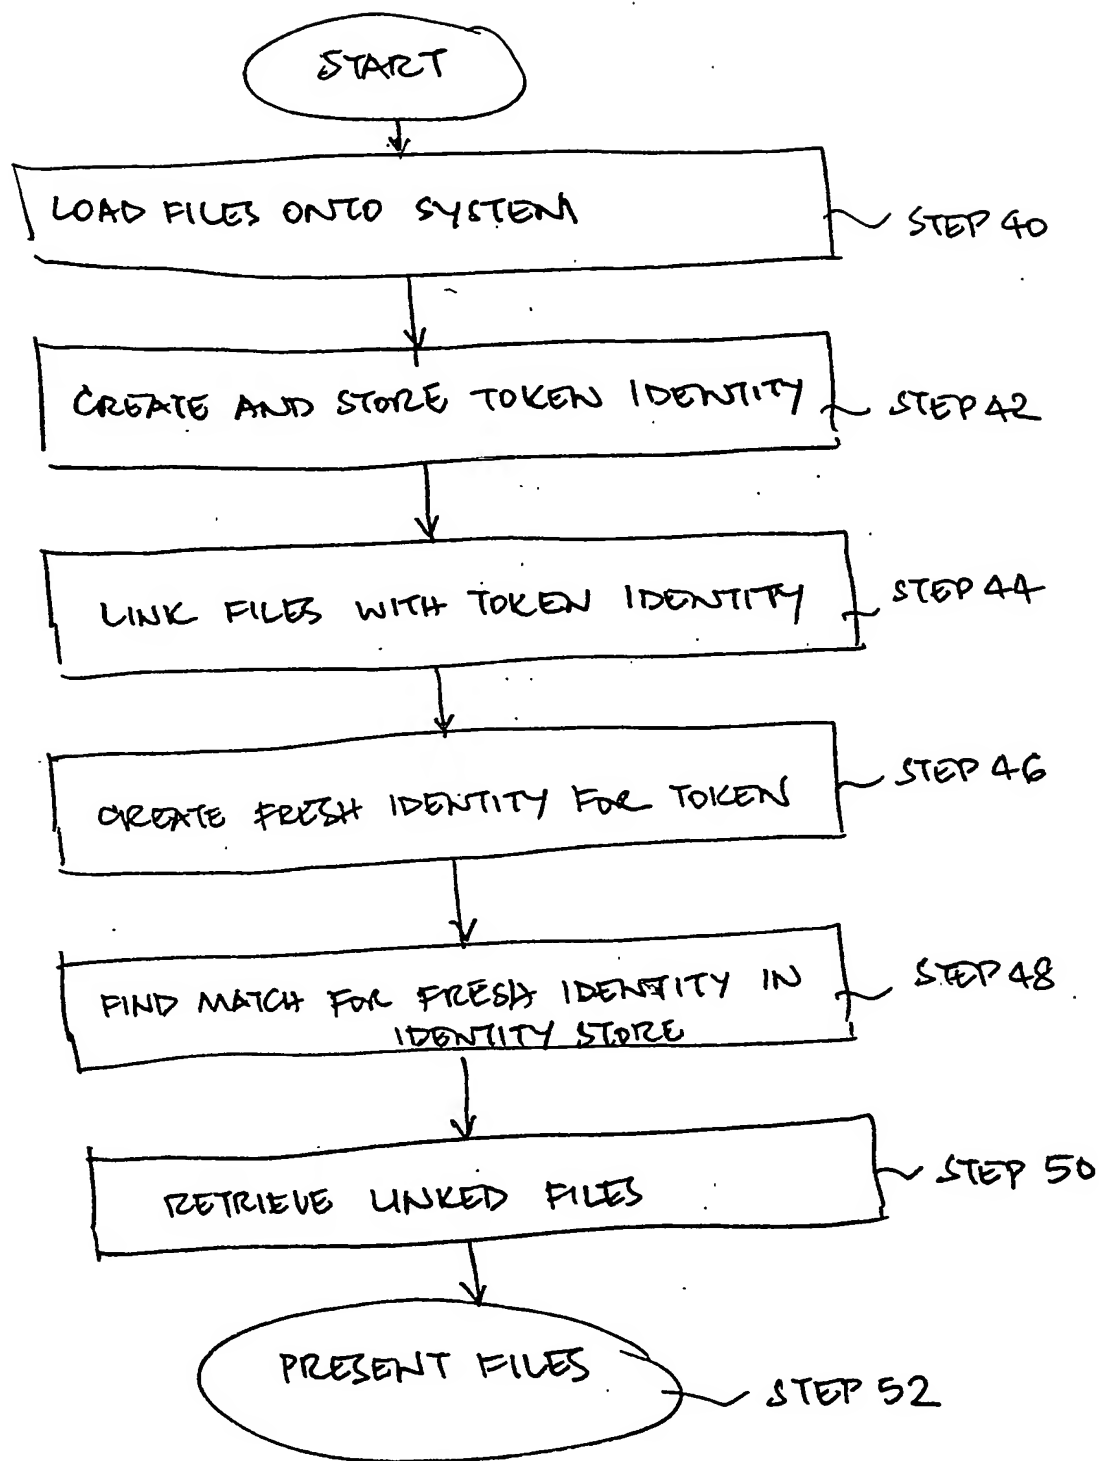 START
LOAD FILES ONTO SYSTEM
STEP 40
CREATE AND STORE TOKEN IDENTITY
STEP 42
LINK FILES WITH TOKEN IDENTITY
STEP 44
CREATE FRESH IDENTITY FOR TOKEN
STEP 46
FIND MATCH FOR FRESH IDENTITY IN
IDENTITY STORE
STEP 48
RETRIEVE LINKED FILES
STEP 50
PRESENT FILES
STEP 52